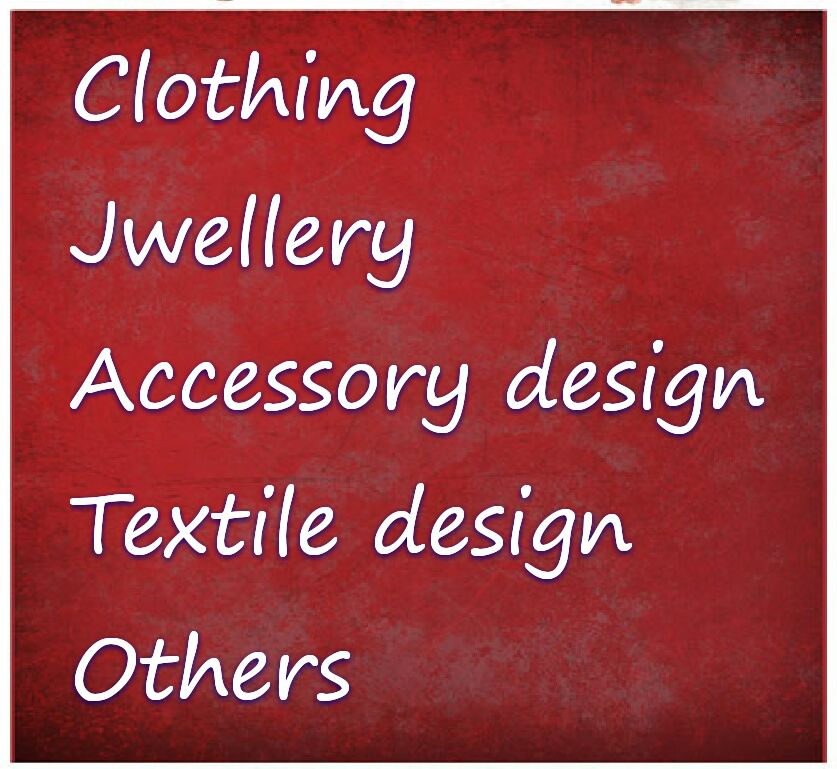 Clothing
Jwellery
Accessory design
Textile design
Others